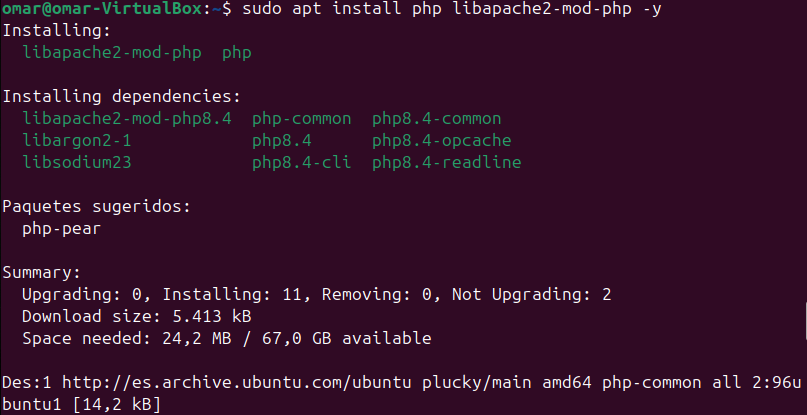 omar@omar-VirtualBox:~$ sudo apt install php libapache2-mod-php -y
Installing:
  libapache2-mod-php  php

Installing dependencies:
  libapache2-mod-php8.4  php-common  php8.4-common
  libargon2-1            php8.4      php8.4-opcache
  libsodium23            php8.4-cli  php8.4-readline

Paquetes sugeridos:
  php-pear

Summary:
  Upgrading: 0, Installing: 11, Removing: 0, Not Upgrading: 2
  Download size: 5.413 kB
  Space needed: 24,2 MB / 67,0 GB available

Des:1 http://es.archive.ubuntu.com/ubuntu plucky/main amd64 php-common all 2:96u
buntu1 [14,2 kB]